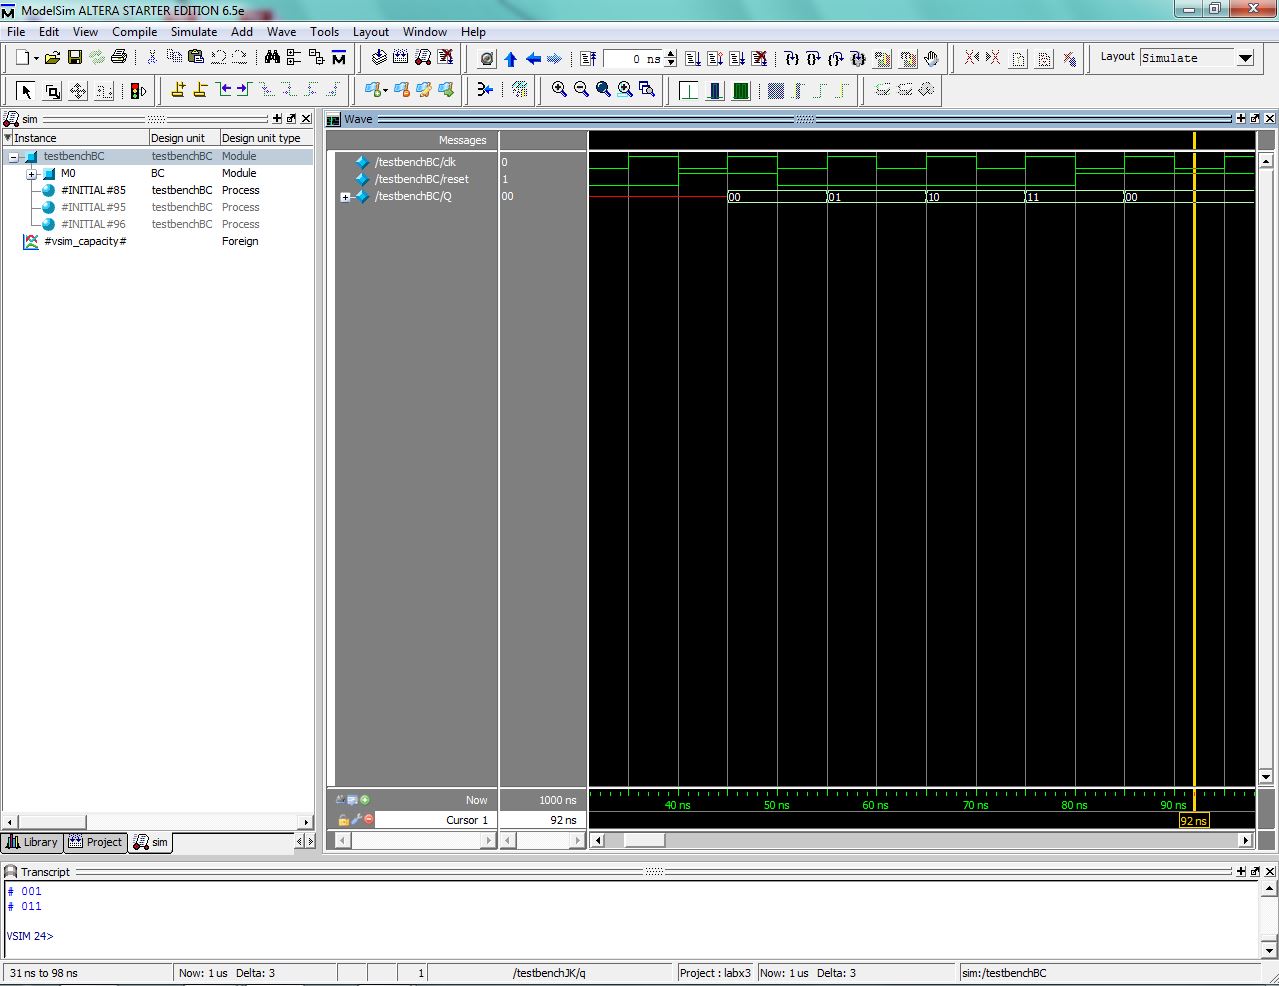 ModelSim ALTERA STARTER EDITION 6.5e
File Edit View Compile Simulate Add Wave Tools Layout Window Help
0 ns
Layout Simulate
sim
Wave
Instance Design unit Design unit type
testbenchBC testbenchBC Module
M0 BC Module
#INITIAL#85 testbenchBC Process
#INITIAL#95 testbenchBC Process
#INITIAL#96 testbenchBC Process
#vsim_capacity# Foreign
Messages
/testbenchBC/clk 0
/testbenchBC/reset 1
/testbenchBC/Q 00
00 01 10 11 00
Now 1000 ns
40 ns 50 ns 60 ns 70 ns 80 ns 90 ns
Cursor 1 92 ns
92 ns
Library Project sim
Transcript
# 001
# 011
VSIM 24>
31 ns to 98 ns Now: 1 us Delta: 3 1 /testbenchJK/q Project : labx3 Now: 1 us Delta: 3 sim:/testbenchBC